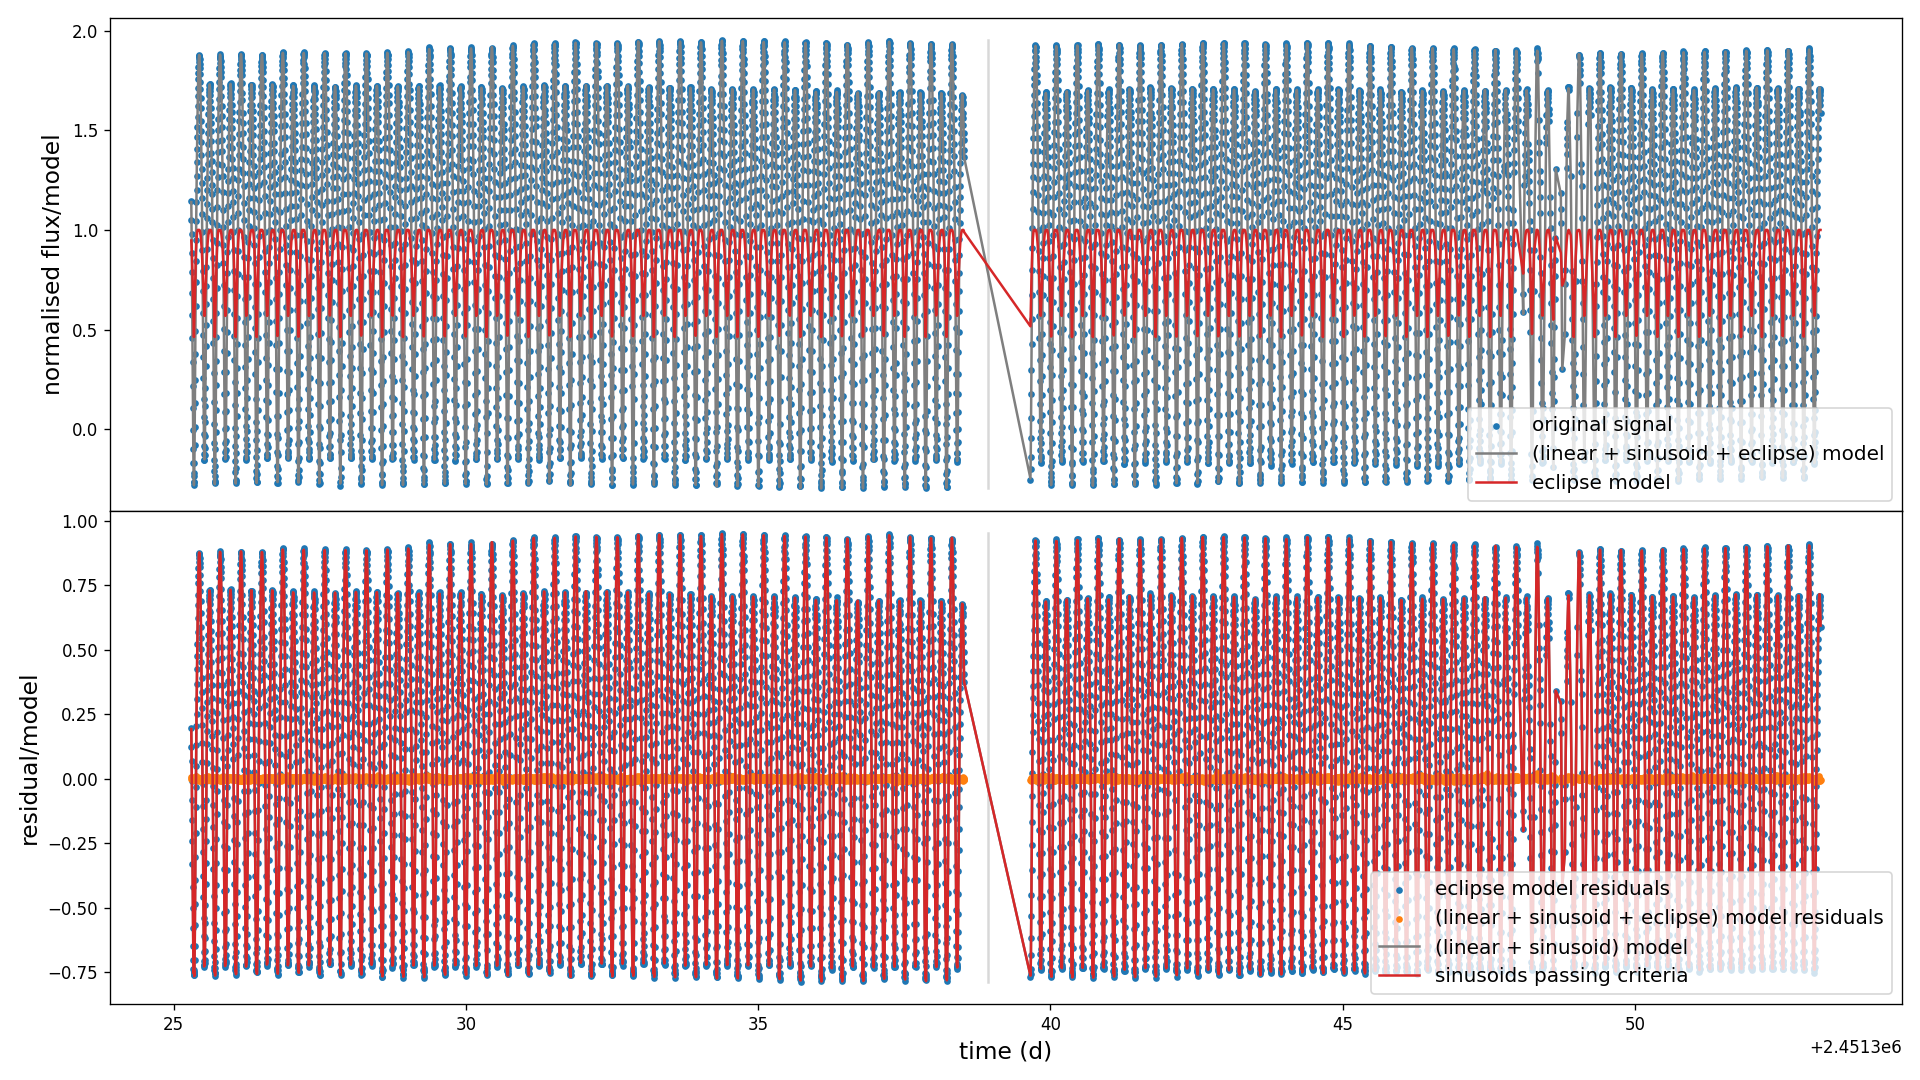 2.0
1.5
1.0
0.5
0.0
normalised flux/model
original signal
(linear + sinusoid + eclipse) model
eclipse model
1.00
0.75
0.50
0.25
0.00
−0.25
−0.50
−0.75
residual/model
eclipse model residuals
(linear + sinusoid + eclipse) model residuals
(linear + sinusoid) model
sinusoids passing criteria
25 30 35 40 45 50
time (d)
+2.4513e6